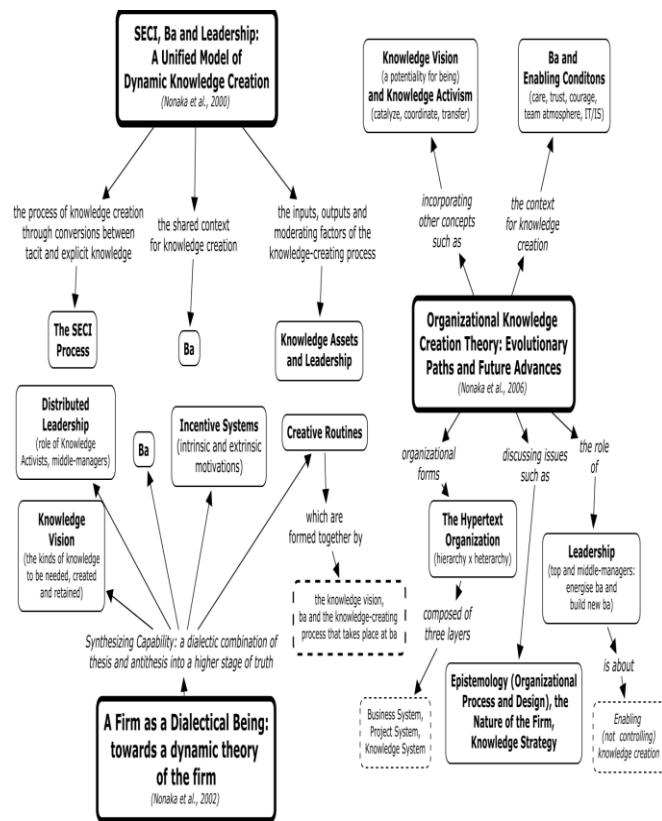 SECI, Ba and Leadership:
A Unified Model of
Dynamic Knowledge Creation
(Nonaka et al., 2000)
the process of knowledge creation
through conversions between
tacit and explicit knowledge
the shared context
for knowledge creation
the inputs, outputs and
moderating factors of the
knowledge-creating process
The SECI
Process
Ba
Knowledge Assets
and Leadership
Distributed
Leadership
(role of Knowledge
Activists, middle-managers)
Ba
Incentive Systems
(intrinsic and extrinsic
motivations)
Creative Routines
Knowledge
Vision
(the kinds of knowledge
to be needed, created
and retained)
which are
formed together by
the knowledge vision,
ba and the knowledge-creating
process that takes place at ba
Synthesizing Capability: a dialectic combination of
thesis and antithesis into a higher stage of truth
A Firm as a Dialectical Being:
towards a dynamic theory
of the firm
(Nonaka et al., 2002)
Knowledge Vision
(a potentiality for being)
and Knowledge Activism
(catalyze, coordinate, transfer)
Ba and
Enabling Conditons
(care, trust, courage,
team atmosphere, IT/IS)
incorporating
other concepts
such as
the context
for knowledge
creation
Organizational Knowledge
Creation Theory: Evolutionary
Paths and Future Advances
(Nonaka et al., 2006)
organizational
forms
discussing issues
such as
the role
of
The Hypertext
Organization
(hierarchy x heterarchy)
Leadership
(top and middle-managers:
energise ba and
build new ba)
composed of
three layers
is about
Business System,
Project System,
Knowledge System
Epistemology (Organizational
Process and Design), the
Nature of the Firm,
Knowledge Strategy
Enabling
(not controlling)
knowledge creation